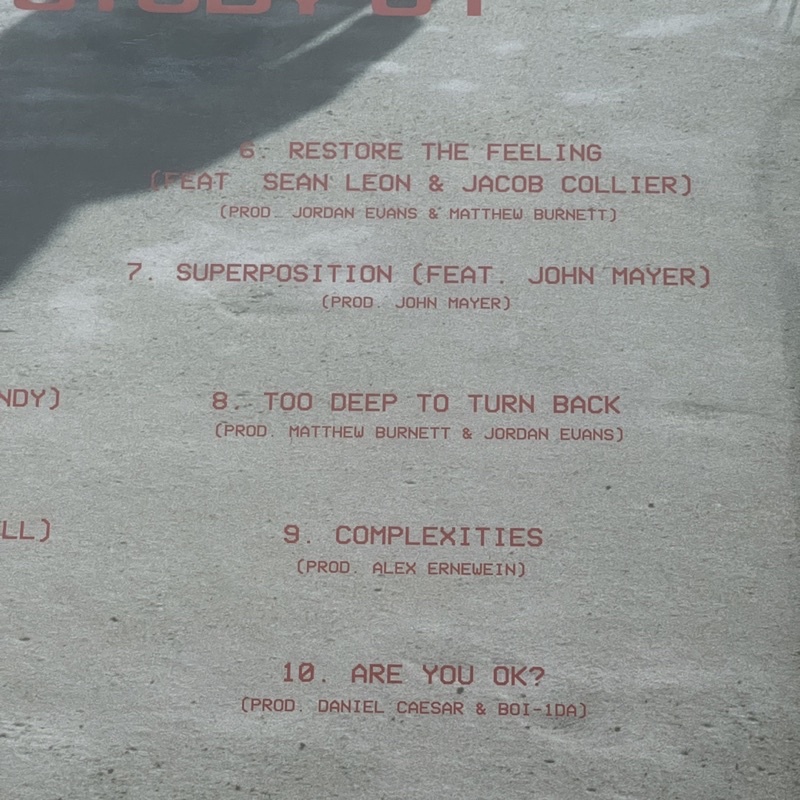 STUDY 01
6. RESTORE THE FEELING
(FEAT SEAN LEON & JACOB COLLIER)
(PROD. JORDAN EVANS & MATTHEW BURNETT)
7. SUPERPOSITION (FEAT. JOHN MAYER)
(PROD. JOHN MAYER)
NDY)
8. TOO DEEP TO TURN BACK
(PROD. MATTHEW BURNETT & JORDAN EVANS)
LL)
9. COMPLEXITIES
(PROD. ALEX ERNEWEIN)
10. ARE YOU OK?
(PROD. DANIEL CAESAR & BOI-1DA)